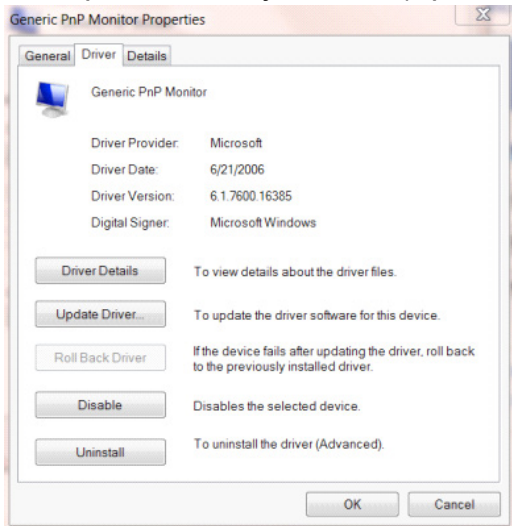 Generic PnP Monitor Properties
General Driver Details
Generic PnP Monitor
Driver Provider: Microsoft
Driver Date: 6/21/2006
Driver Version: 6.1.7600.16385
Digital Signer: Microsoft Windows
Driver Details To view details about the driver files.
Update Driver... To update the driver software for this device.
Roll Back Driver If the device fails after updating the driver, roll back
to the previously installed driver.
Disable Disables the selected device.
Uninstall To uninstall the driver (Advanced).
OK Cancel